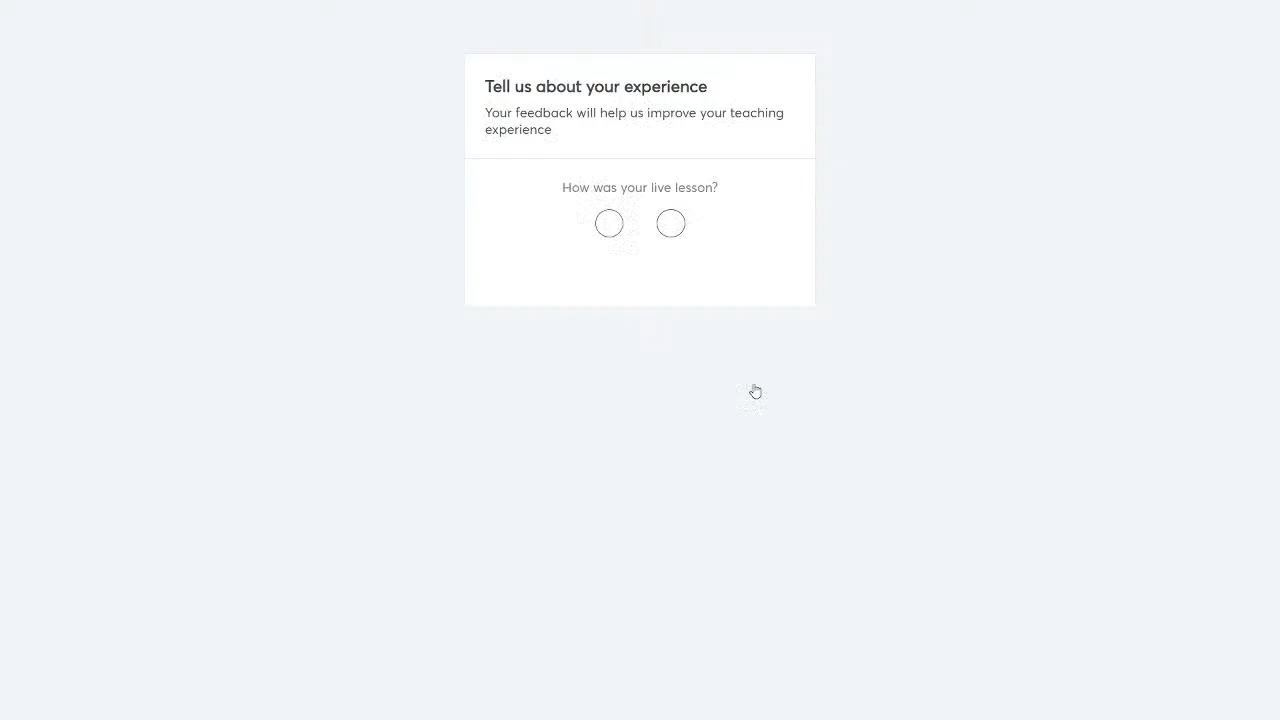 Tell us about your experience
Your feedback will help us improve your teaching
experience
How was your live lesson?